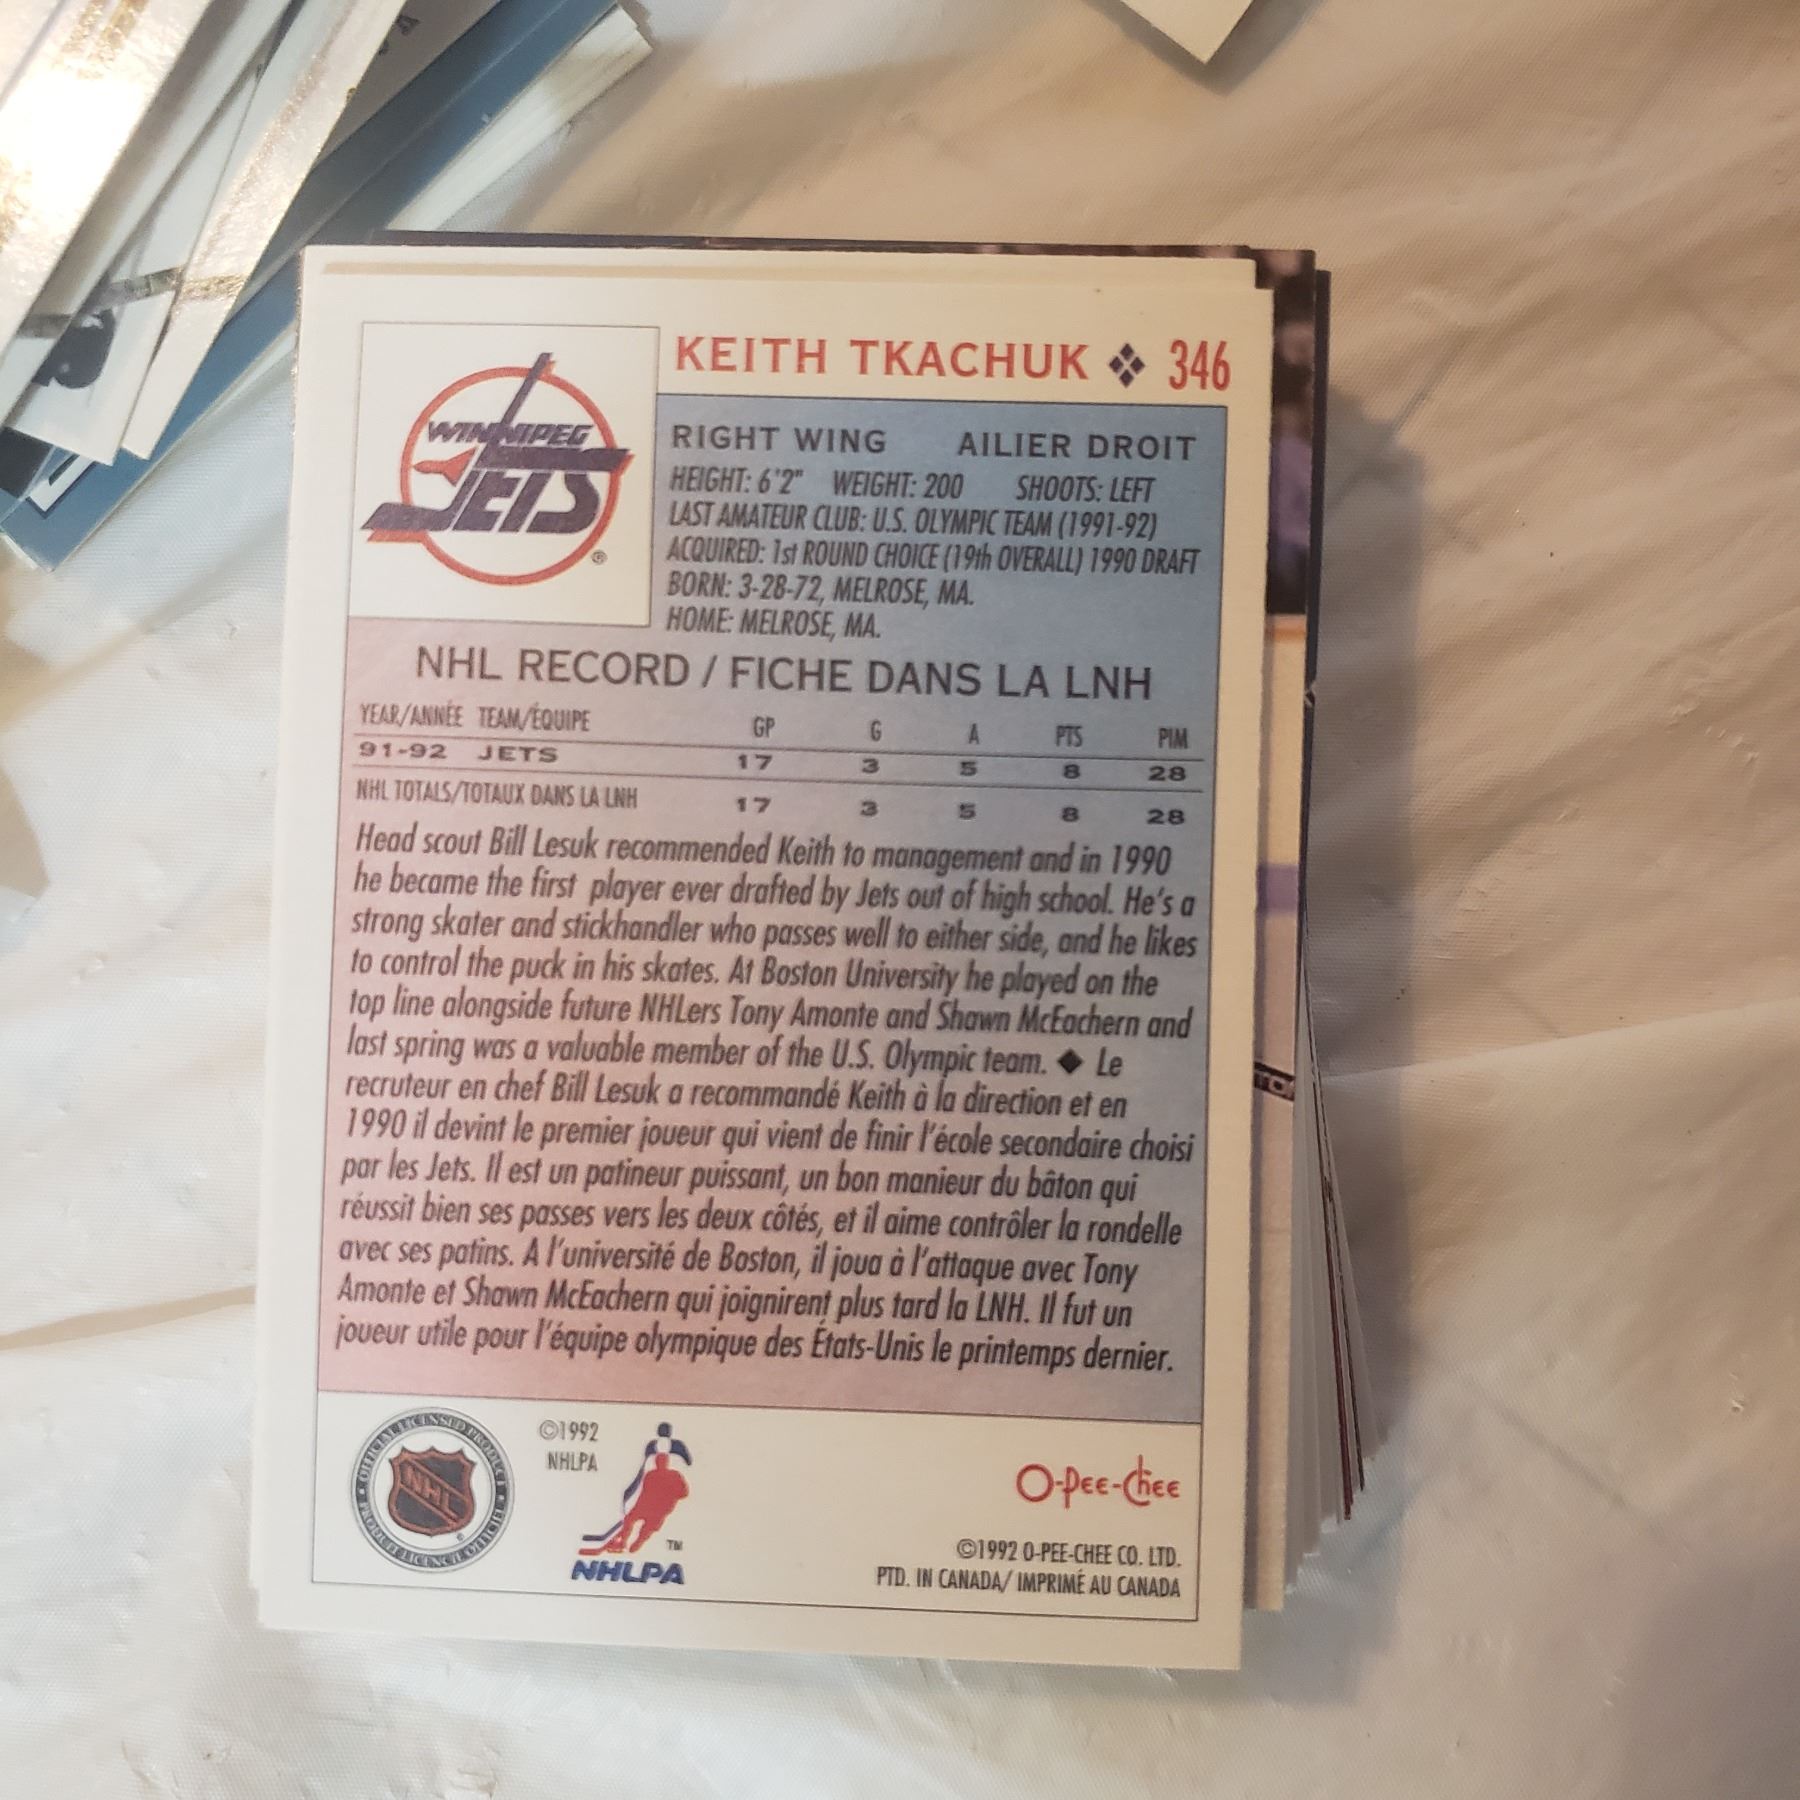 KEITH TKACHUK ❖ 346
WINNIPEG
JETS
®
RIGHT WING AILIER DROIT
HEIGHT: 6'2" WEIGHT: 200 SHOOTS: LEFT
LAST AMATEUR CLUB: U.S. OLYMPIC TEAM (1991-92)
ACQUIRED: 1st ROUND CHOICE (19th OVERALL) 1990 DRAFT
BORN: 3-28-72, MELROSE, MA.
HOME: MELROSE, MA.
NHL RECORD / FICHE DANS LA LNH
YEAR/ANNÉE TEAM/ÉQUIPE GP G A PTS PIM
91-92 JETS 17 3 5 8 28
NHL TOTALS/TOTAUX DANS LA LNH 17 3 5 8 28
Head scout Bill Lesuk recommended Keith to management and in 1990
he became the first player ever drafted by Jets out of high school. He's a
strong skater and stickhandler who passes well to either side, and he likes
to control the puck in his skates. At Boston University he played on the
top line alongside future NHLers Tony Amonte and Shawn McEachern and
last spring was a valuable member of the U.S. Olympic team. ◆ Le
recruteur en chef Bill Lesuk a recommandé Keith à la direction et en
1990 il devint le premier joueur qui vient de finir l'école secondaire choisi
par les Jets. Il est un patineur puissant, un bon manieur du bâton qui
réussit bien ses passes vers les deux côtés, et il aime contrôler la rondelle
avec ses patins. A l'université de Boston, il joua à l'attaque avec Tony
Amonte et Shawn McEachern qui joignirent plus tard la LNH. Il fut un
joueur utile pour l'équipe olympique des États-Unis le printemps dernier.
OFFICIAL LICENSED PRODUCT
NHL
PRODUIT LICENCIÉ OFFICIEL
©1992
NHLPA
TM
NHLPA
O-Pee-Chee
©1992 O-PEE-CHEE CO. LTD.
PTD. IN CANADA/ IMPRIMÉ AU CANADA